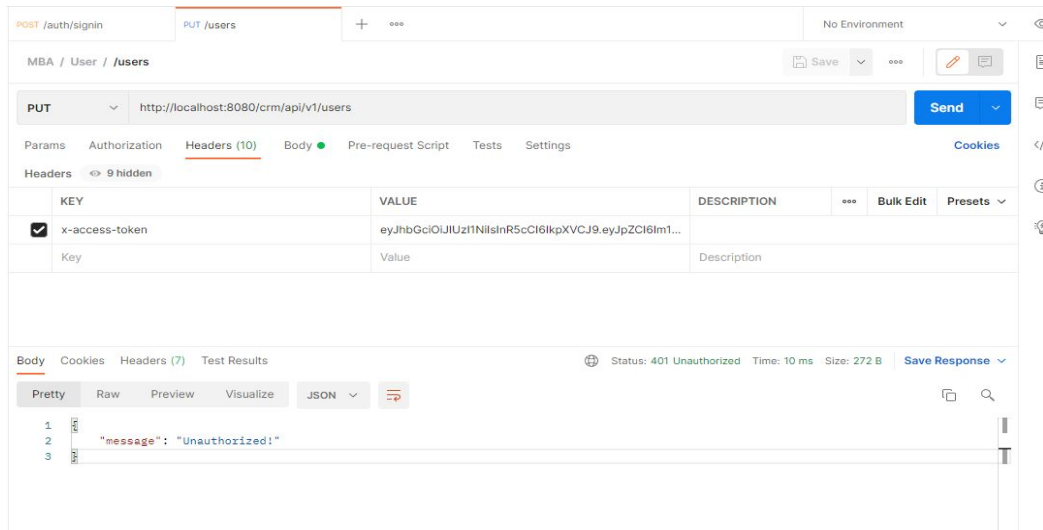 POST /auth/signin PUT /users + ooo No Environment
MBA / User / /users Save ooo
PUT http://localhost:8080/crm/api/v1/users Send
Params Authorization Headers (10) Body Pre-request Script Tests Settings Cookies
Headers 9 hidden
KEY VALUE DESCRIPTION ooo Bulk Edit Presets
x-access-token eyJhbGciOiJIUzI1NiIsInR5cCI6IkpXVCJ9.eyJpZCI6Im1...
Key Value Description
Body Cookies Headers (7) Test Results Status: 401 Unauthorized Time: 10 ms Size: 272 B Save Response
Pretty Raw Preview Visualize JSON
1 {
2 "message": "Unauthorized!"
3 }